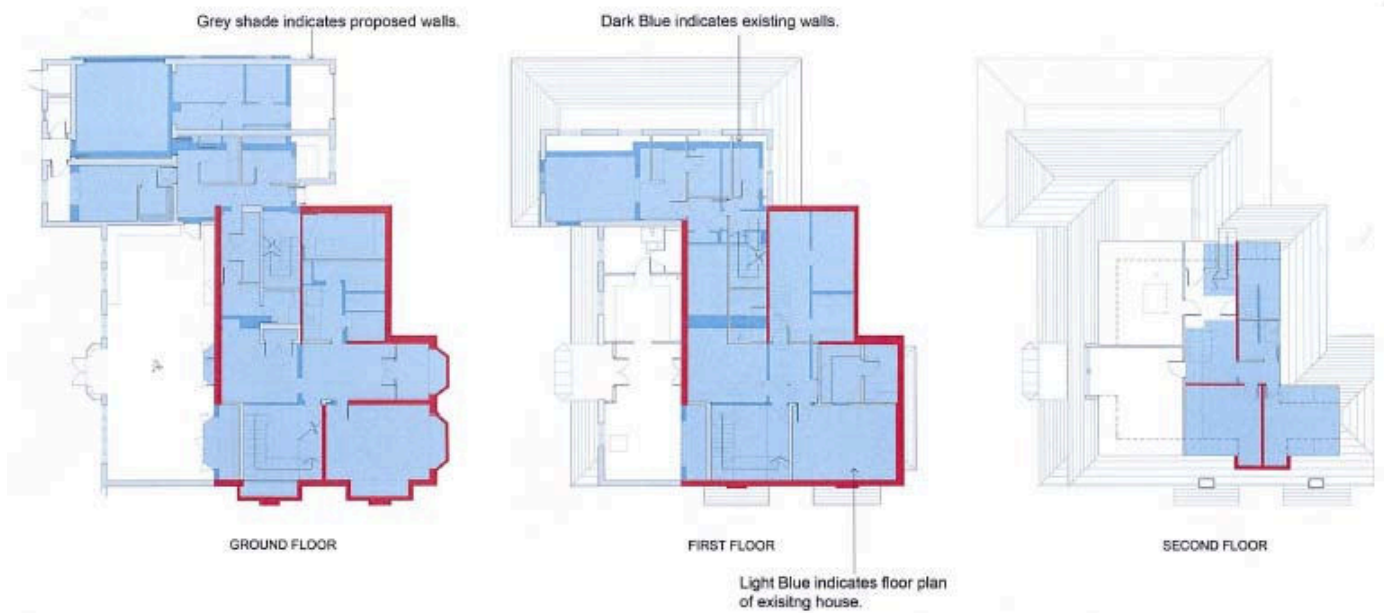 Grey shade indicates proposed walls.
Dark Blue indicates existing walls.
GROUND FLOOR
FIRST FLOOR
SECOND FLOOR
Light Blue indicates floor plan
of exisitng house.